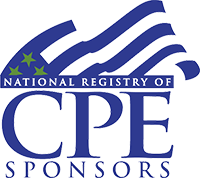 NATIONAL REGISTRY OF
CPE
SPONSORS